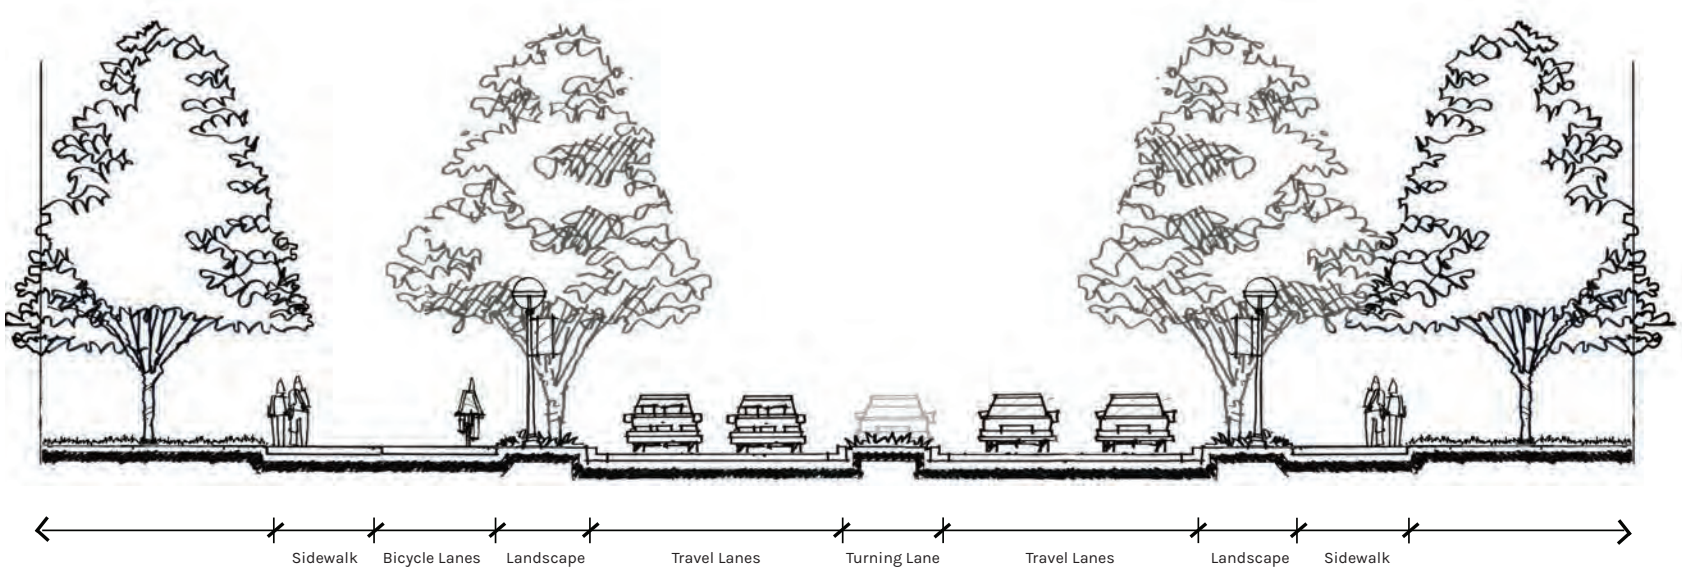 Sidewalk
Bicycle Lanes
Landscape
Travel Lanes
Turning Lane
Travel Lanes
Landscape
Sidewalk